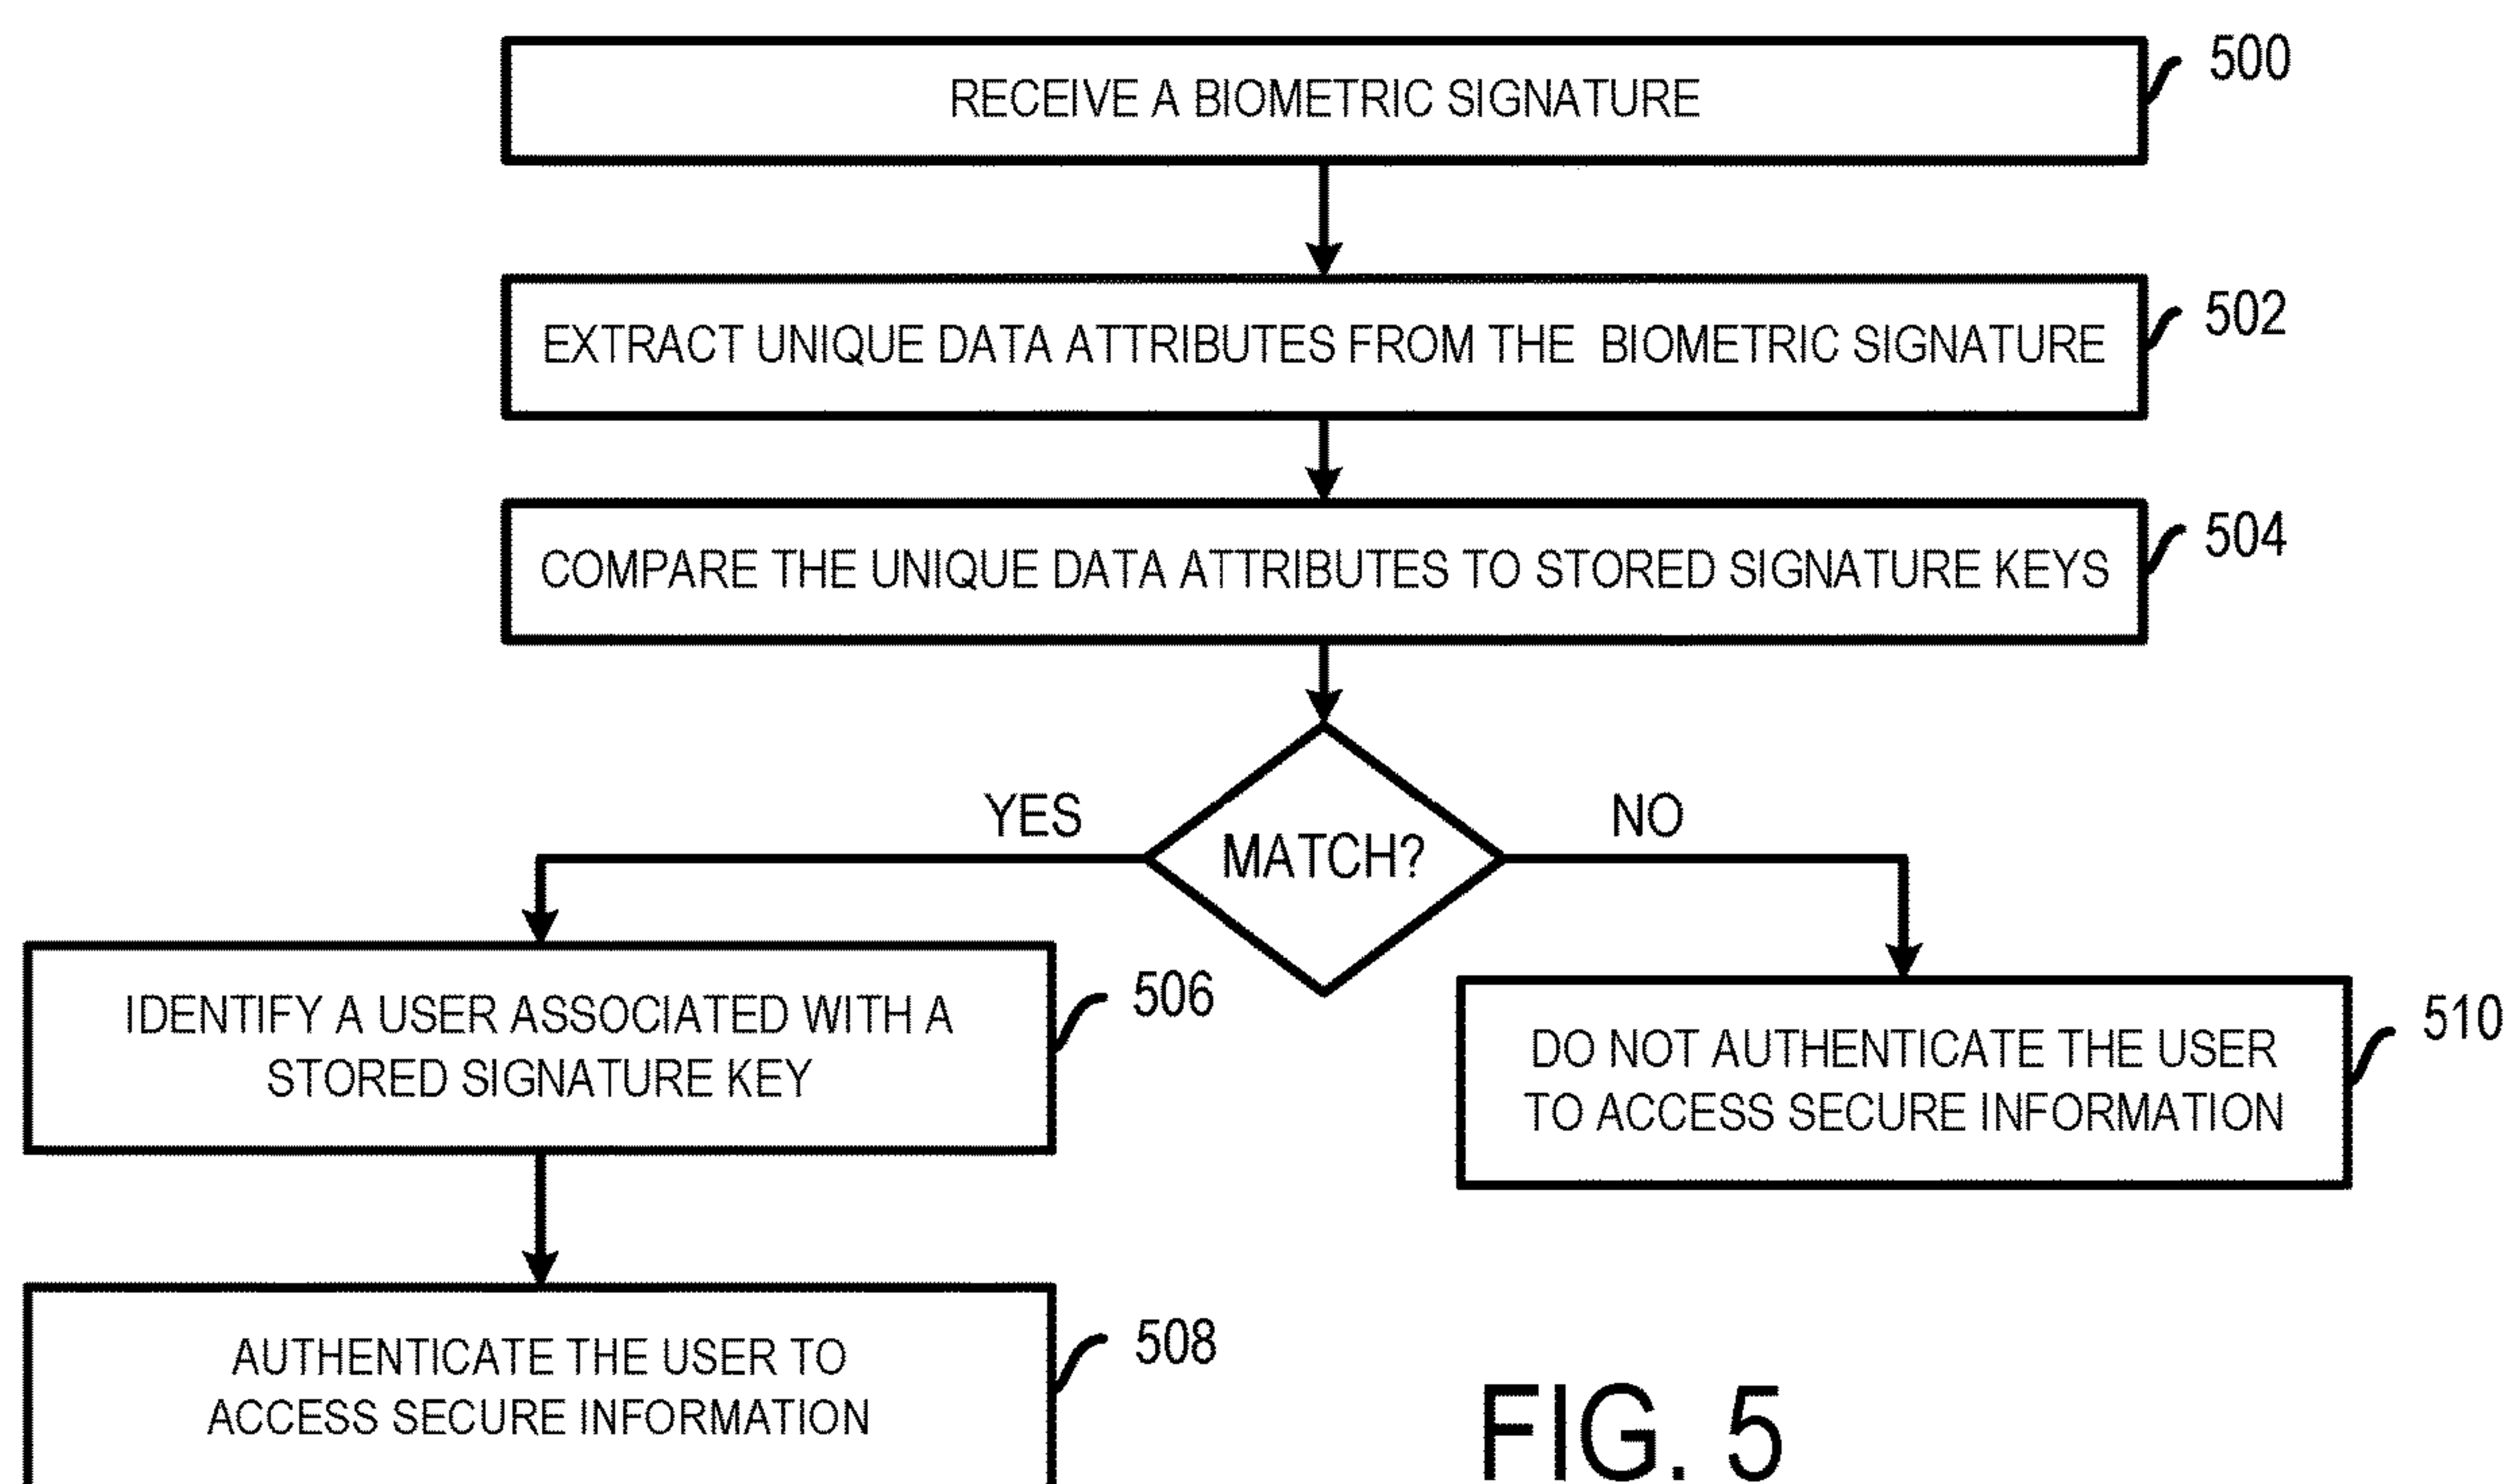 RECEIVE A BIOMETRIC SIGNATURE
500
EXTRACT UNIQUE DATA ATTRIBUTES FROM THE BIOMETRIC SIGNATURE
502
COMPARE THE UNIQUE DATA ATTRIBUTES TO STORED SIGNATURE KEYS
504
YES
MATCH?
NO
IDENTIFY A USER ASSOCIATED WITH A
STORED SIGNATURE KEY
506
DO NOT AUTHENTICATE THE USER
TO ACCESS SECURE INFORMATION
510
AUTHENTICATE THE USER TO
ACCESS SECURE INFORMATION
508
FIG. 5